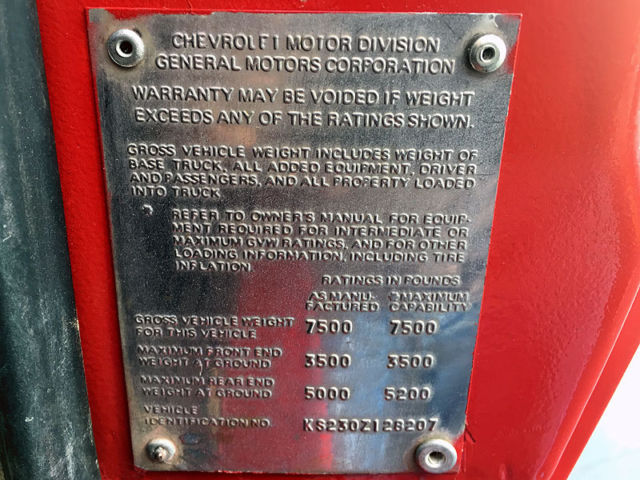 CHEVROLET MOTOR DIVISION
GENERAL MOTORS CORPORATION
WARRANTY MAY BE VOIDED IF WEIGHT
EXCEEDS ANY OF THE RATINGS SHOWN.
GROSS VEHICLE WEIGHT INCLUDES WEIGHT OF
BASE TRUCK, ALL ADDED EQUIPMENT, DRIVER
AND PASSENGERS, AND ALL PROPERTY LOADED
INTO TRUCK
REFER TO OWNER'S MANUAL FOR EQUIP-
MENT REQUIRED FOR INTERMEDIATE OR
MAXIMUM GVW RATINGS, AND FOR OTHER
LOADING INFORMATION, INCLUDING TIRE
INFLATION.
RATINGS IN POUNDS
AS MANU- MAXIMUM
FACTURED CAPABILITY
GROSS VEHICLE WEIGHT
FOR THIS VEHICLE 7500 7500
MAXIMUM FRONT END
WEIGHT AT GROUND 3500 3500
MAXIMUM REAR END
WEIGHT AT GROUND 5000 5200
VEHICLE
IDENTIFICATION NO KS230Z128207